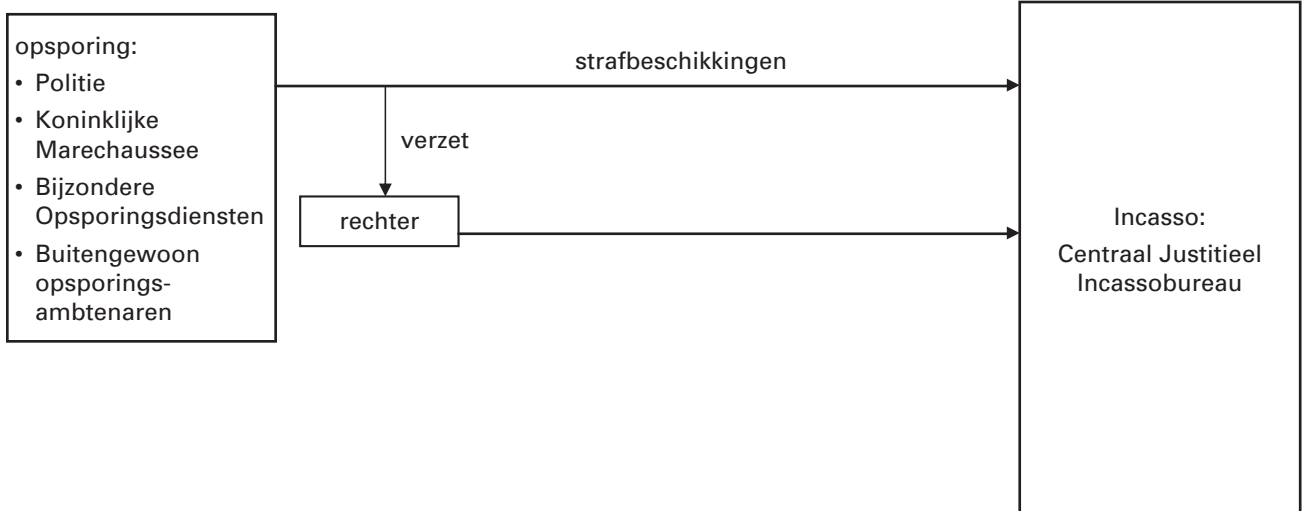 opsporing:
• Politie
• Koninklijke
Marechaussee
• Bijzondere
Opsporingsdiensten
• Buitengewoon
opsporings-
ambtenaren
strafbeschikkingen
verzet
rechter
Incasso:
Centraal Justitieel
Incassobureau